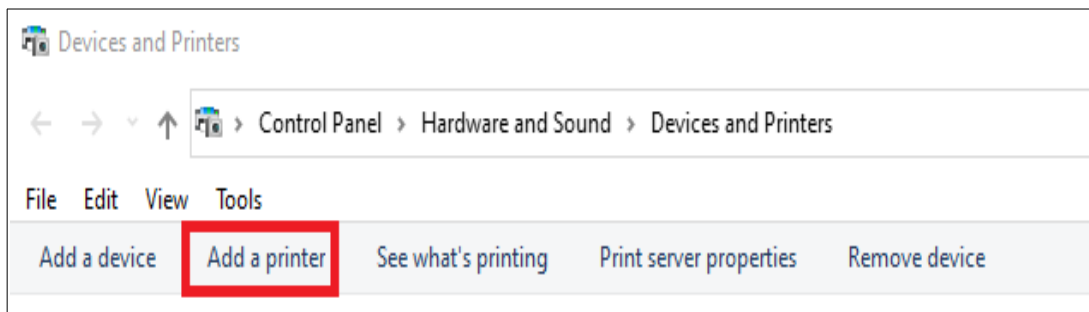 Devices and Printers
Control Panel > Hardware and Sound > Devices and Printers
File Edit View Tools
Add a device Add a printer See what's printing Print server properties Remove device